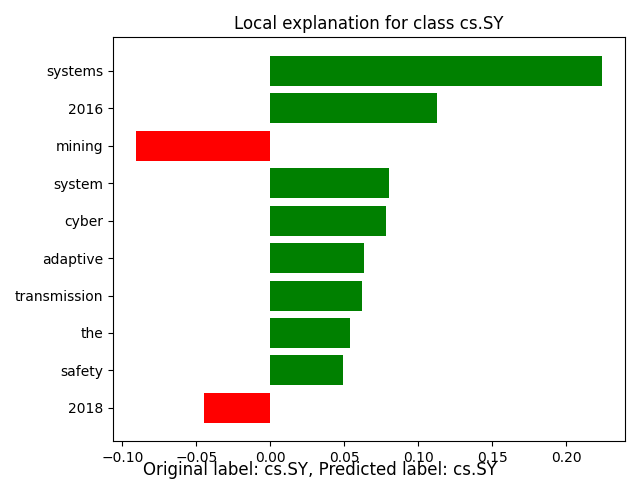 Local explanation for class cs.SY
systems
2016
mining
system
cyber
adaptive
transmission
the
safety
2018
−0.10 −0.05 0.00 0.05 0.10 0.15 0.20
Original label: cs.SY, Predicted label: cs.SY